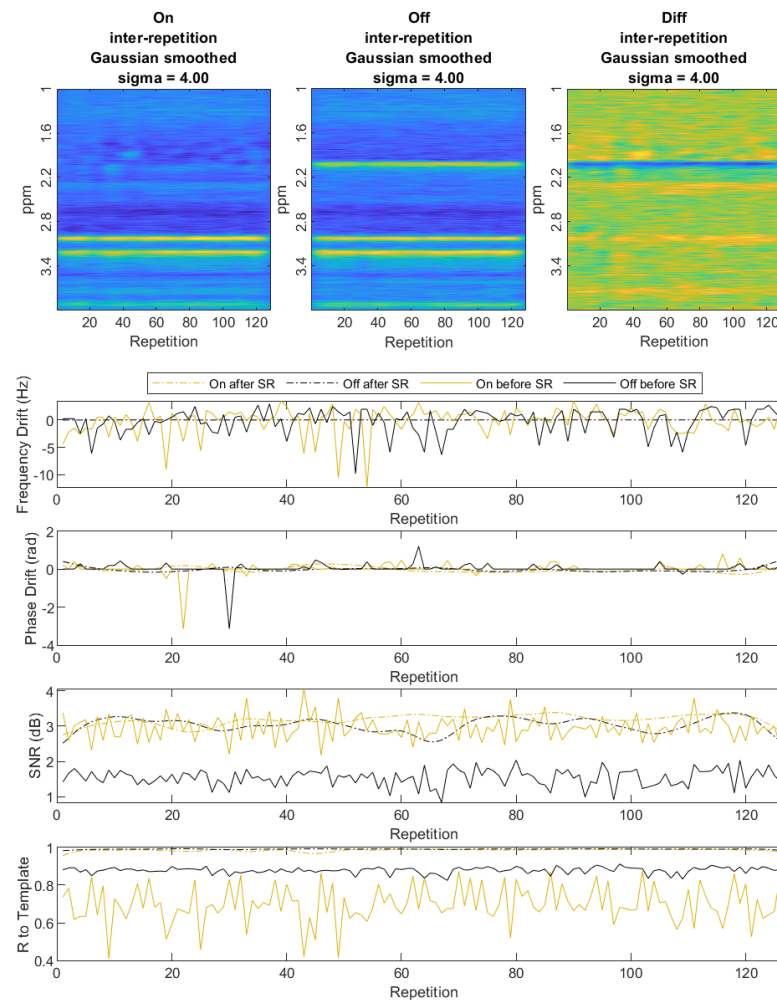 On
inter-repetition
Gaussian smoothed
sigma = 4.00
Off
inter-repetition
Gaussian smoothed
sigma = 4.00
Diff
inter-repetition
Gaussian smoothed
sigma = 4.00
ppm
1
1.6
2.2
2.8
3.4
20 40 60 80 100 120
Repetition
ppm
1
1.6
2.2
2.8
3.4
20 40 60 80 100 120
Repetition
ppm
1
1.6
2.2
2.8
3.4
20 40 60 80 100 120
Repetition
On after SR Off after SR On before SR Off before SR
Frequency Drift (Hz)
0
-5
-10
0 20 40 60 80 100 120
Repetition
Phase Drift (rad)
2
0
-2
-4
0 20 40 60 80 100 120
Repetition
SNR (dB)
4
3
2
1
0 20 40 60 80 100 120
Repetition
R to Template
1
0.8
0.6
0.4
0 20 40 60 80 100 120
Repetition